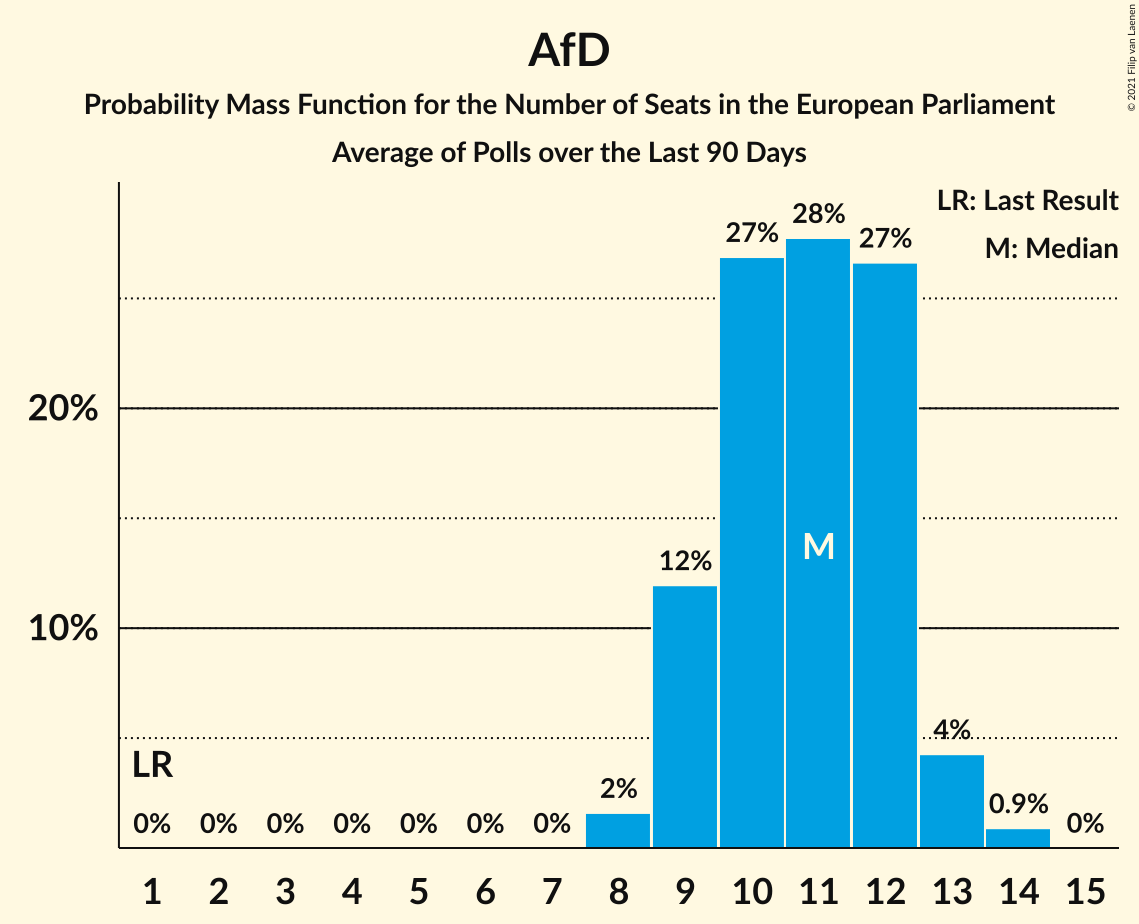 AfD
Probability Mass Function for the Number of Seats in the European Parliament
Average of Polls over the Last 90 Days
© 2021 Filip van Laenen
LR: Last Result
M: Median
28%
27%
27%
20%
12%
M
10%
4%
LR
2%
0.9%
0% 0% 0% 0% 0% 0% 0% 0%
1 2 3 4 5 6 7 8 9 10 11 12 13 14 15